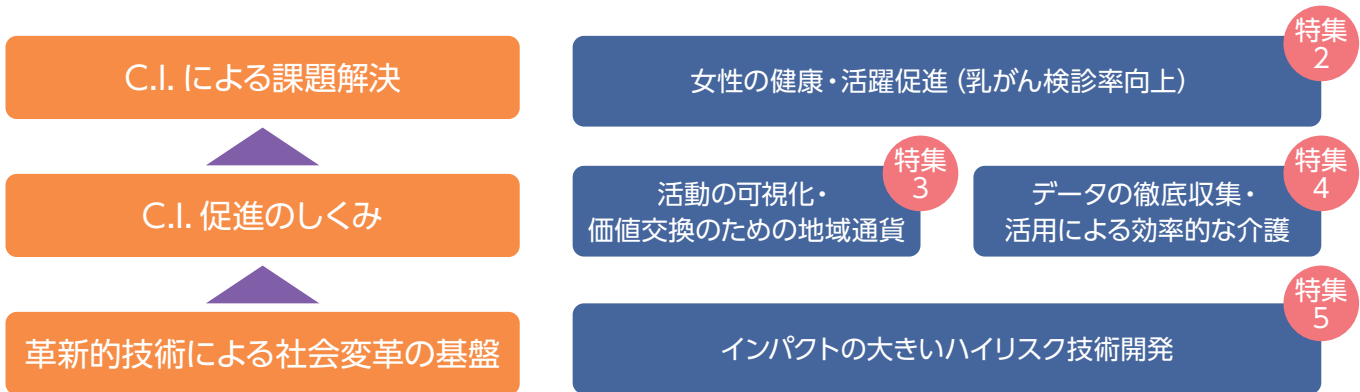 C.I. による課題解決
女性の健康・活躍促進 (乳がん検診率向上)
特集
2
C.I. 促進のしくみ
活動の可視化・
価値交換のための地域通貨
特集
3
データの徹底収集・
活用による効率的な介護
特集
4
革新的技術による社会変革の基盤
インパクトの大きいハイリスク技術開発
特集
5